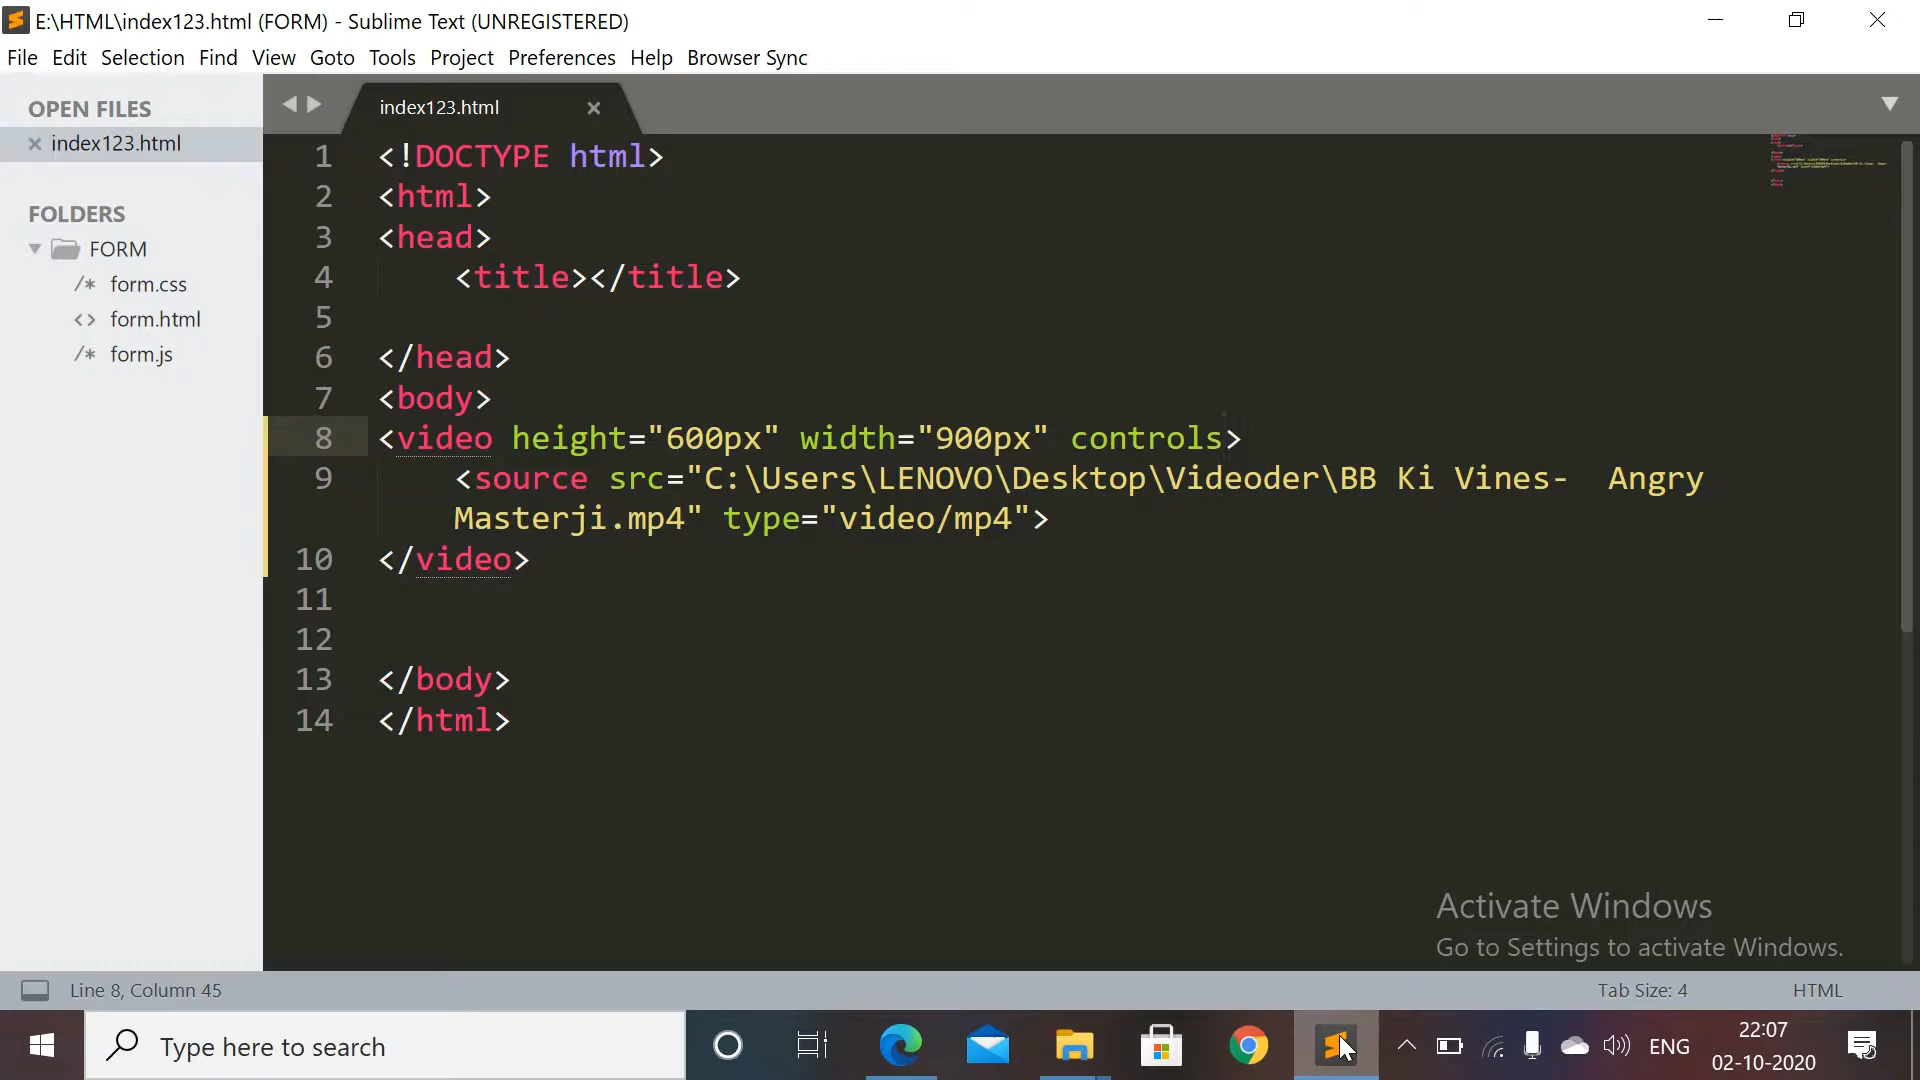 E:\HTML\index123.html (FORM) - Sublime Text (UNREGISTERED)
File Edit Selection Find View Goto Tools Project Preferences Help Browser Sync
OPEN FILES
index123.html
FOLDERS
FORM
/* form.css
<> form.html
/* form.js
index123.html
1 <!DOCTYPE html>
2 <html>
3 <head>
4     <title></title>
5
6 </head>
7 <body>
8 <video height="600px" width="900px" controls>
9     <source src="C:\Users\LENOVO\Desktop\Videoder\BB Ki Vines-  Angry
    Masterji.mp4" type="video/mp4">
10 </video>
11
12
13 </body>
14 </html>
Activate Windows
Go to Settings to activate Windows.
Line 8, Column 45 Tab Size: 4 HTML
Type here to search ENG 22:07
02-10-2020